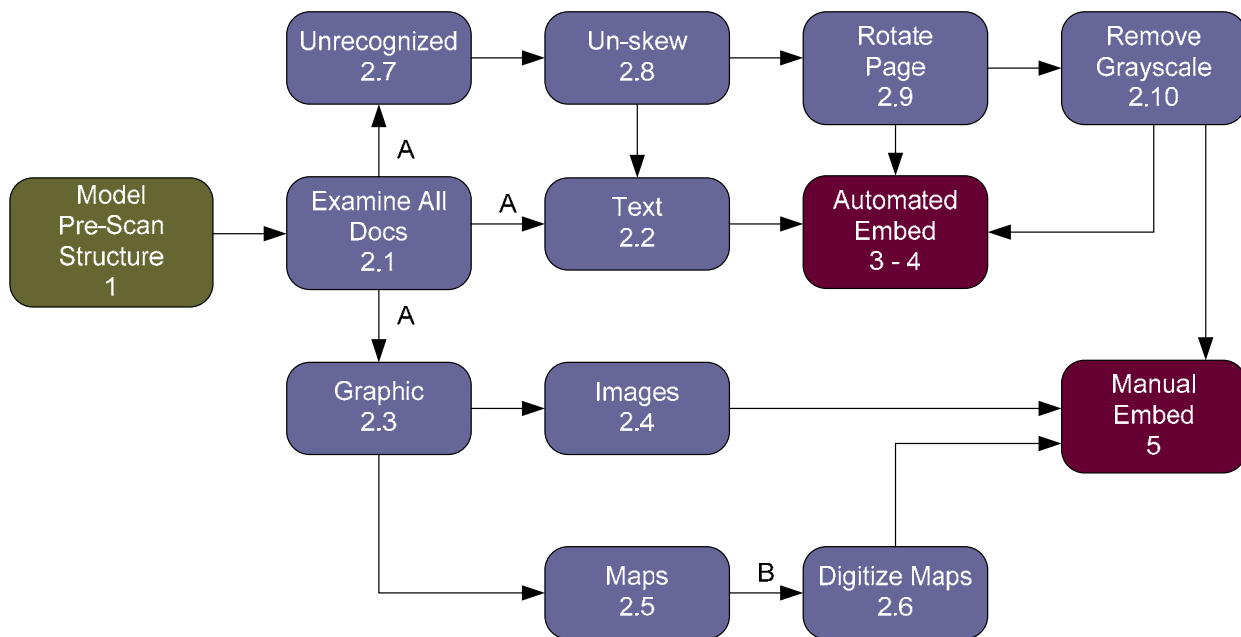 Unrecognized
2.7
Un-skew
2.8
Rotate
Page
2.9
Remove
Grayscale
2.10
A
Model
Pre-Scan
Structure
1
Examine All
Docs
2.1
A
Text
2.2
Automated
Embed
3 - 4
A
Graphic
2.3
Images
2.4
Manual
Embed
5
Maps
2.5
B
Digitize Maps
2.6